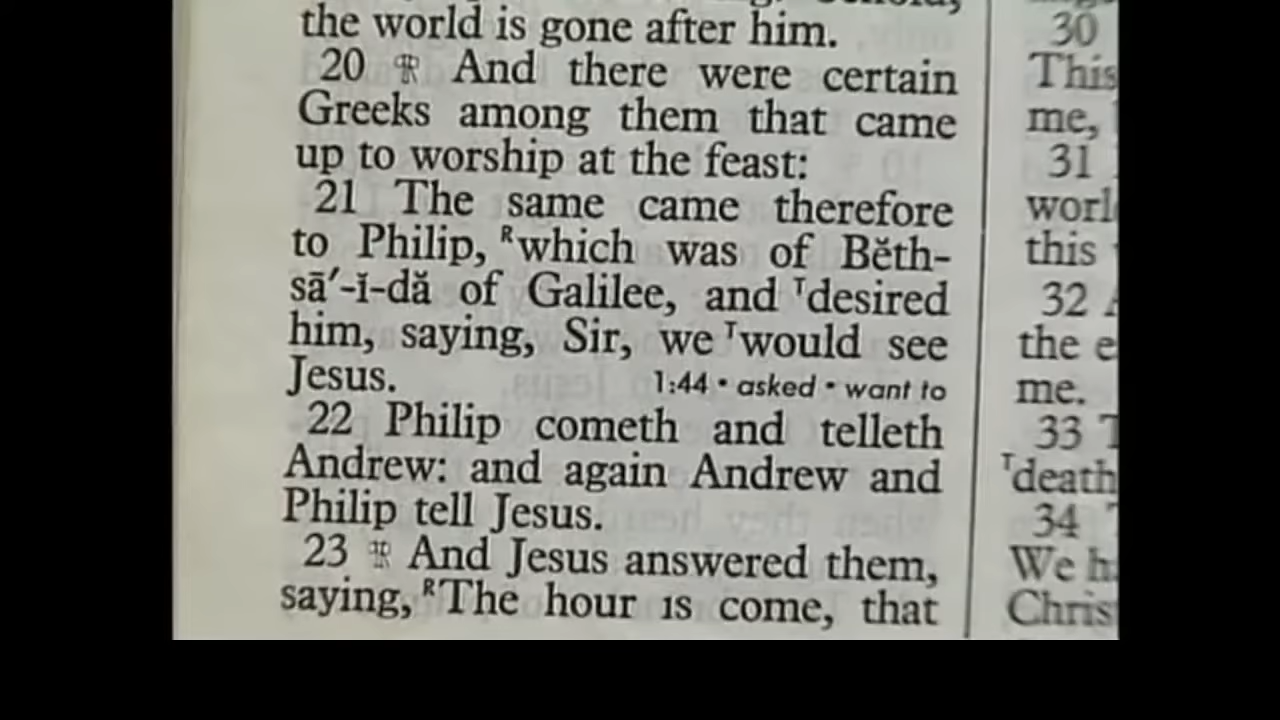 the world is gone after him.
20 And there were certain
Greeks among them that came
up to worship at the feast:
21 The same came therefore
to Philip, ᴿwhich was of Bĕth-
sā′-ĭ-dă of Galilee, and ᵀdesired
him, saying, Sir, we ᵀwould see
Jesus. 1:44 • asked • want to
22 Philip cometh and telleth
Andrew: and again Andrew and
Philip tell Jesus.
23 And Jesus answered them,
saying, ᴿThe hour is come, that
30
This
me,
31
this
32
the
me.
33
ᵀdeath
34
We